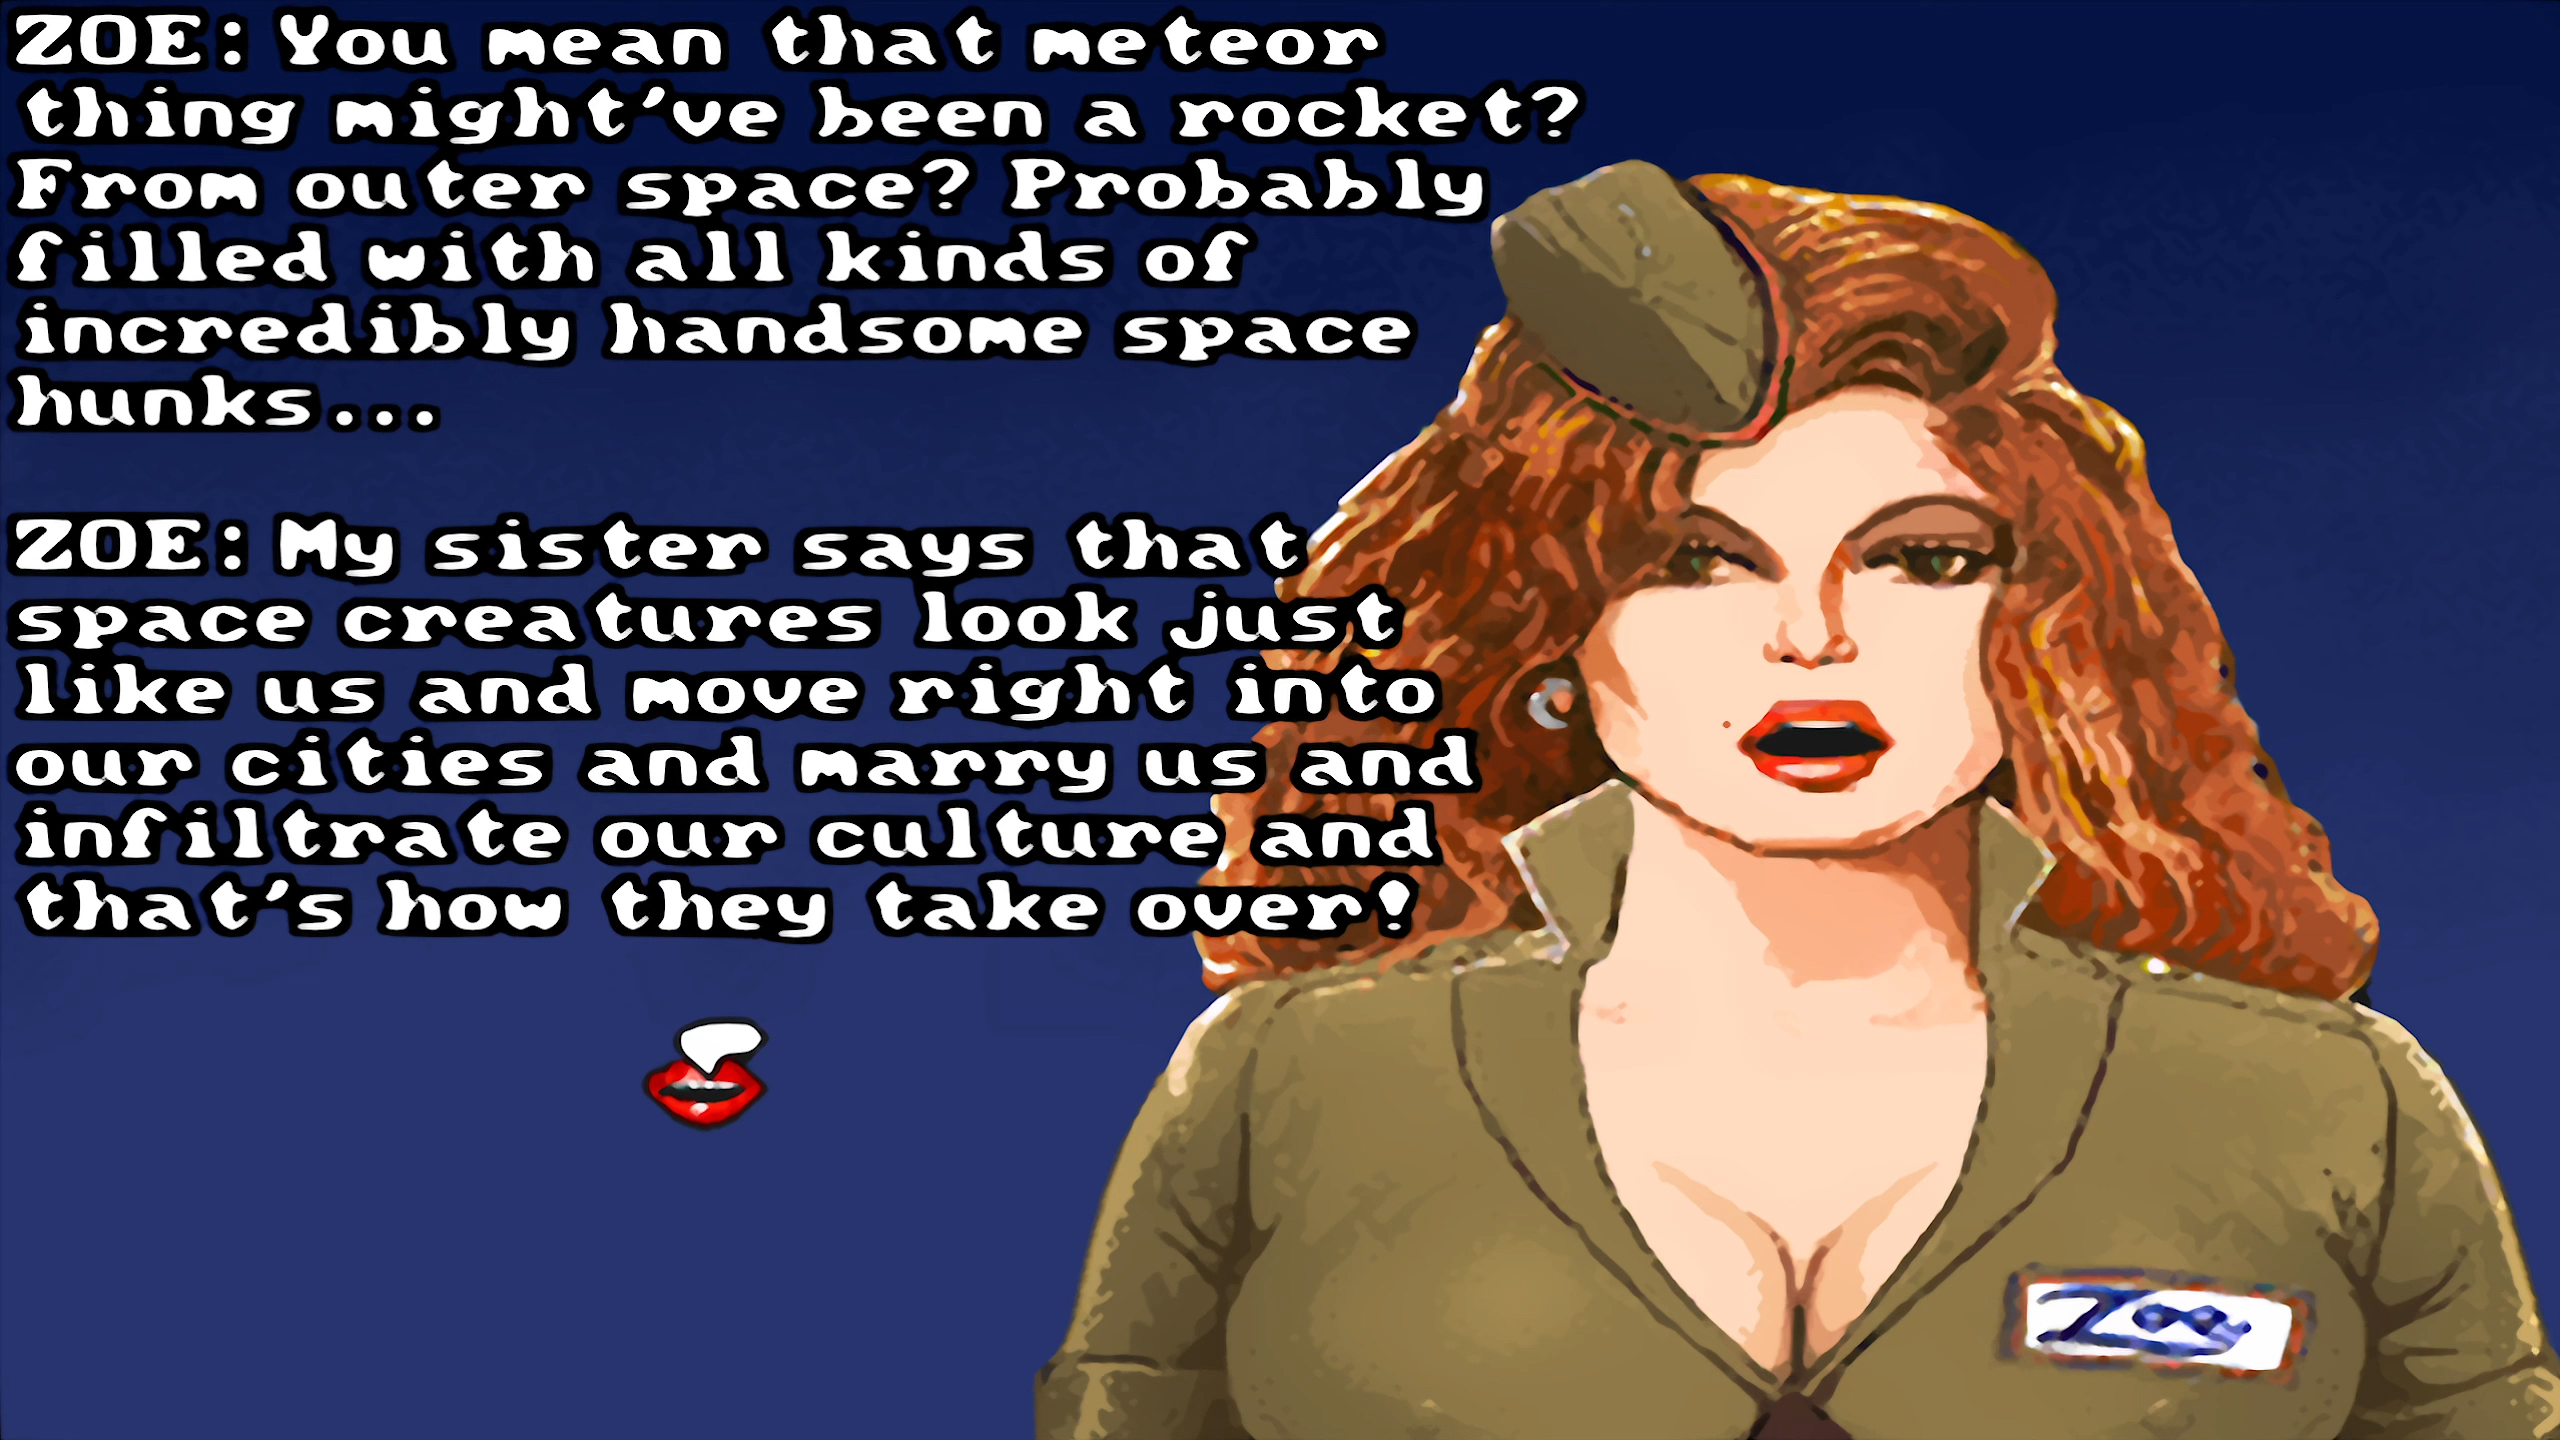 ZOE: You mean that meteor
thing might've been a rocket?
From outer space? Probably
filled with all kinds of
incredibly handsome space
hunks...
ZOE: My sister says that
space creatures look just
like us and move right into
our cities and marry us and
infiltrate our culture and
that's how they take over!
Zoe